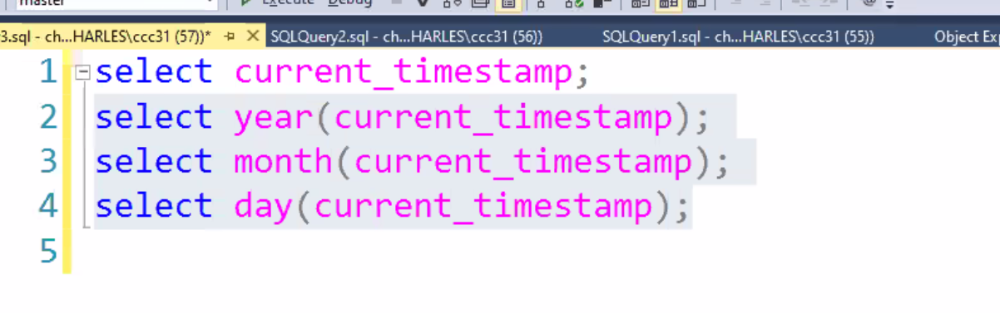 master Execute Debug
3.sql - ch...HARLES\ccc31 (57))* SQLQuery2.sql - ch...HARLES\ccc31 (56)) SQLQuery1.sql - ch...HARLES\ccc31 (55)) Object Exp
1 select current_timestamp;
2 select year(current_timestamp);
3 select month(current_timestamp);
4 select day(current_timestamp);
5